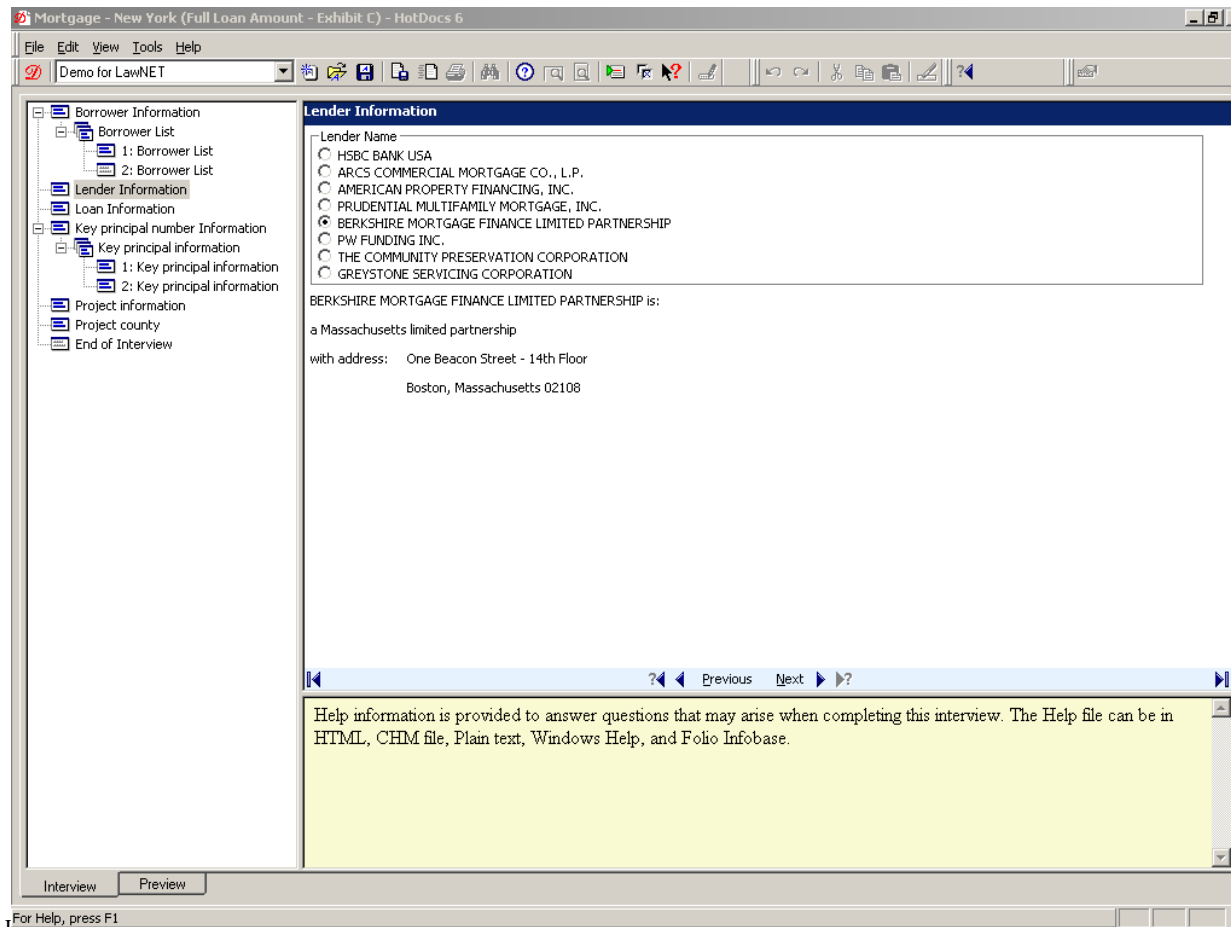 Mortgage - New York (Full Loan Amount - Exhibit C) - HotDocs 6
File Edit View Tools Help
Demo for LawNET
Borrower Information
Borrower List
1: Borrower List
2: Borrower List
Lender Information
Loan Information
Key principal number Information
Key principal information
1: Key principal information
2: Key principal information
Project information
Project county
End of Interview
Lender Information
Lender Name
HSBC BANK USA
ARCS COMMERCIAL MORTGAGE CO., L.P.
AMERICAN PROPERTY FINANCING, INC.
PRUDENTIAL MULTIFAMILY MORTGAGE, INC.
BERKSHIRE MORTGAGE FINANCE LIMITED PARTNERSHIP
PW FUNDING INC.
THE COMMUNITY PRESERVATION CORPORATION
GREYSTONE SERVICING CORPORATION
BERKSHIRE MORTGAGE FINANCE LIMITED PARTNERSHIP is:
a Massachusetts limited partnership
with address: One Beacon Street - 14th Floor
Boston, Massachusetts 02108
Previous Next
Help information is provided to answer questions that may arise when completing this interview. The Help file can be in
HTML, CHM file, Plain text, Windows Help, and Folio Infobase.
Interview Preview
For Help, press F1